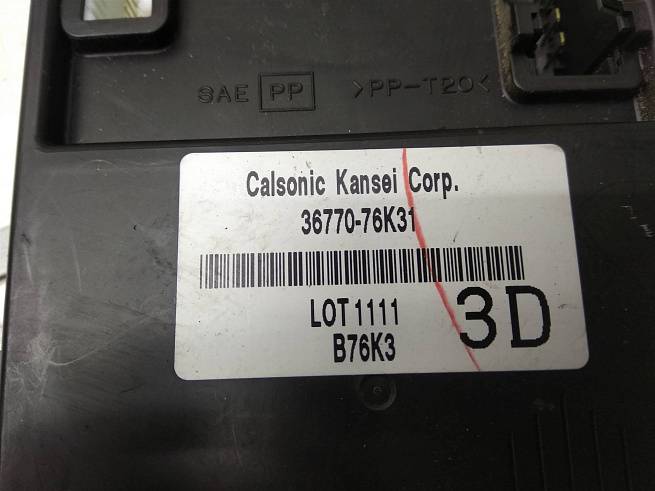 SAE PP >PP-T20<
Calsonic Kansei Corp.
36770-76K31
LOT 1111
B76K3
3D